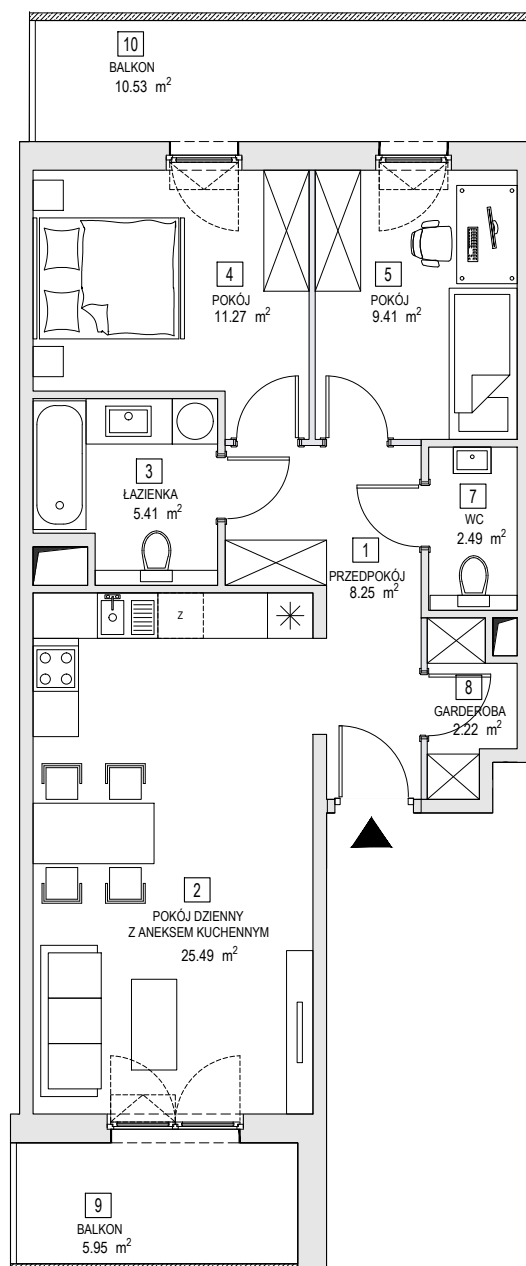 10
BALKON
10.53 m²
4
POKÓJ
11.27 m²
5
POKÓJ
9.41 m²
3
ŁAZIENKA
5.41 m²
7
WC
2.49 m²
1
PRZEDPOKÓJ
8.25 m²
Z
8
GARDEROBA
2.22 m²
2
POKÓJ DZIENNY
Z ANEKSEM KUCHENNYM
25.49 m²
9
BALKON
5.95 m²